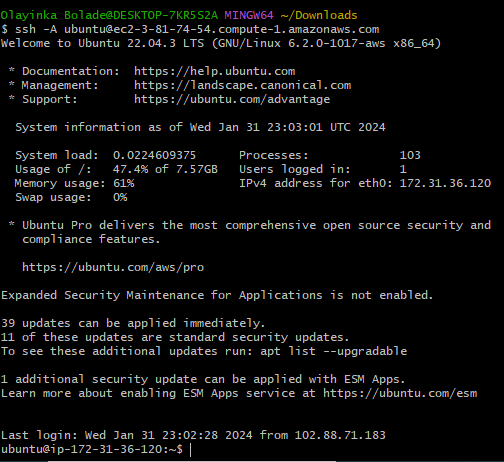 Olayinka Bolade@DESKTOP-7KR5S2A MINGW64 ~/Downloads
$ ssh -A ubuntu@ec2-3-81-74-54.compute-1.amazonaws.com
Welcome to Ubuntu 22.04.3 LTS (GNU/Linux 6.2.0-1017-aws x86_64)
* Documentation:  https://help.ubuntu.com
* Management:     https://landscape.canonical.com
* Support:        https://ubuntu.com/advantage
System information as of Wed Jan 31 23:03:01 UTC 2024
System load:  0.0224609375      Processes:             103
Usage of /:   47.4% of 7.57GB   Users logged in:       1
Memory usage: 61%               IPv4 address for eth0: 172.31.36.120
Swap usage:   0%
* Ubuntu Pro delivers the most comprehensive open source security and
compliance features.
https://ubuntu.com/aws/pro
Expanded Security Maintenance for Applications is not enabled.
39 updates can be applied immediately.
11 of these updates are standard security updates.
To see these additional updates run: apt list --upgradable
1 additional security update can be applied with ESM Apps.
Learn more about enabling ESM Apps service at https://ubuntu.com/esm
Last login: Wed Jan 31 23:02:28 2024 from 102.88.71.183
ubuntu@ip-172-31-36-120:~$